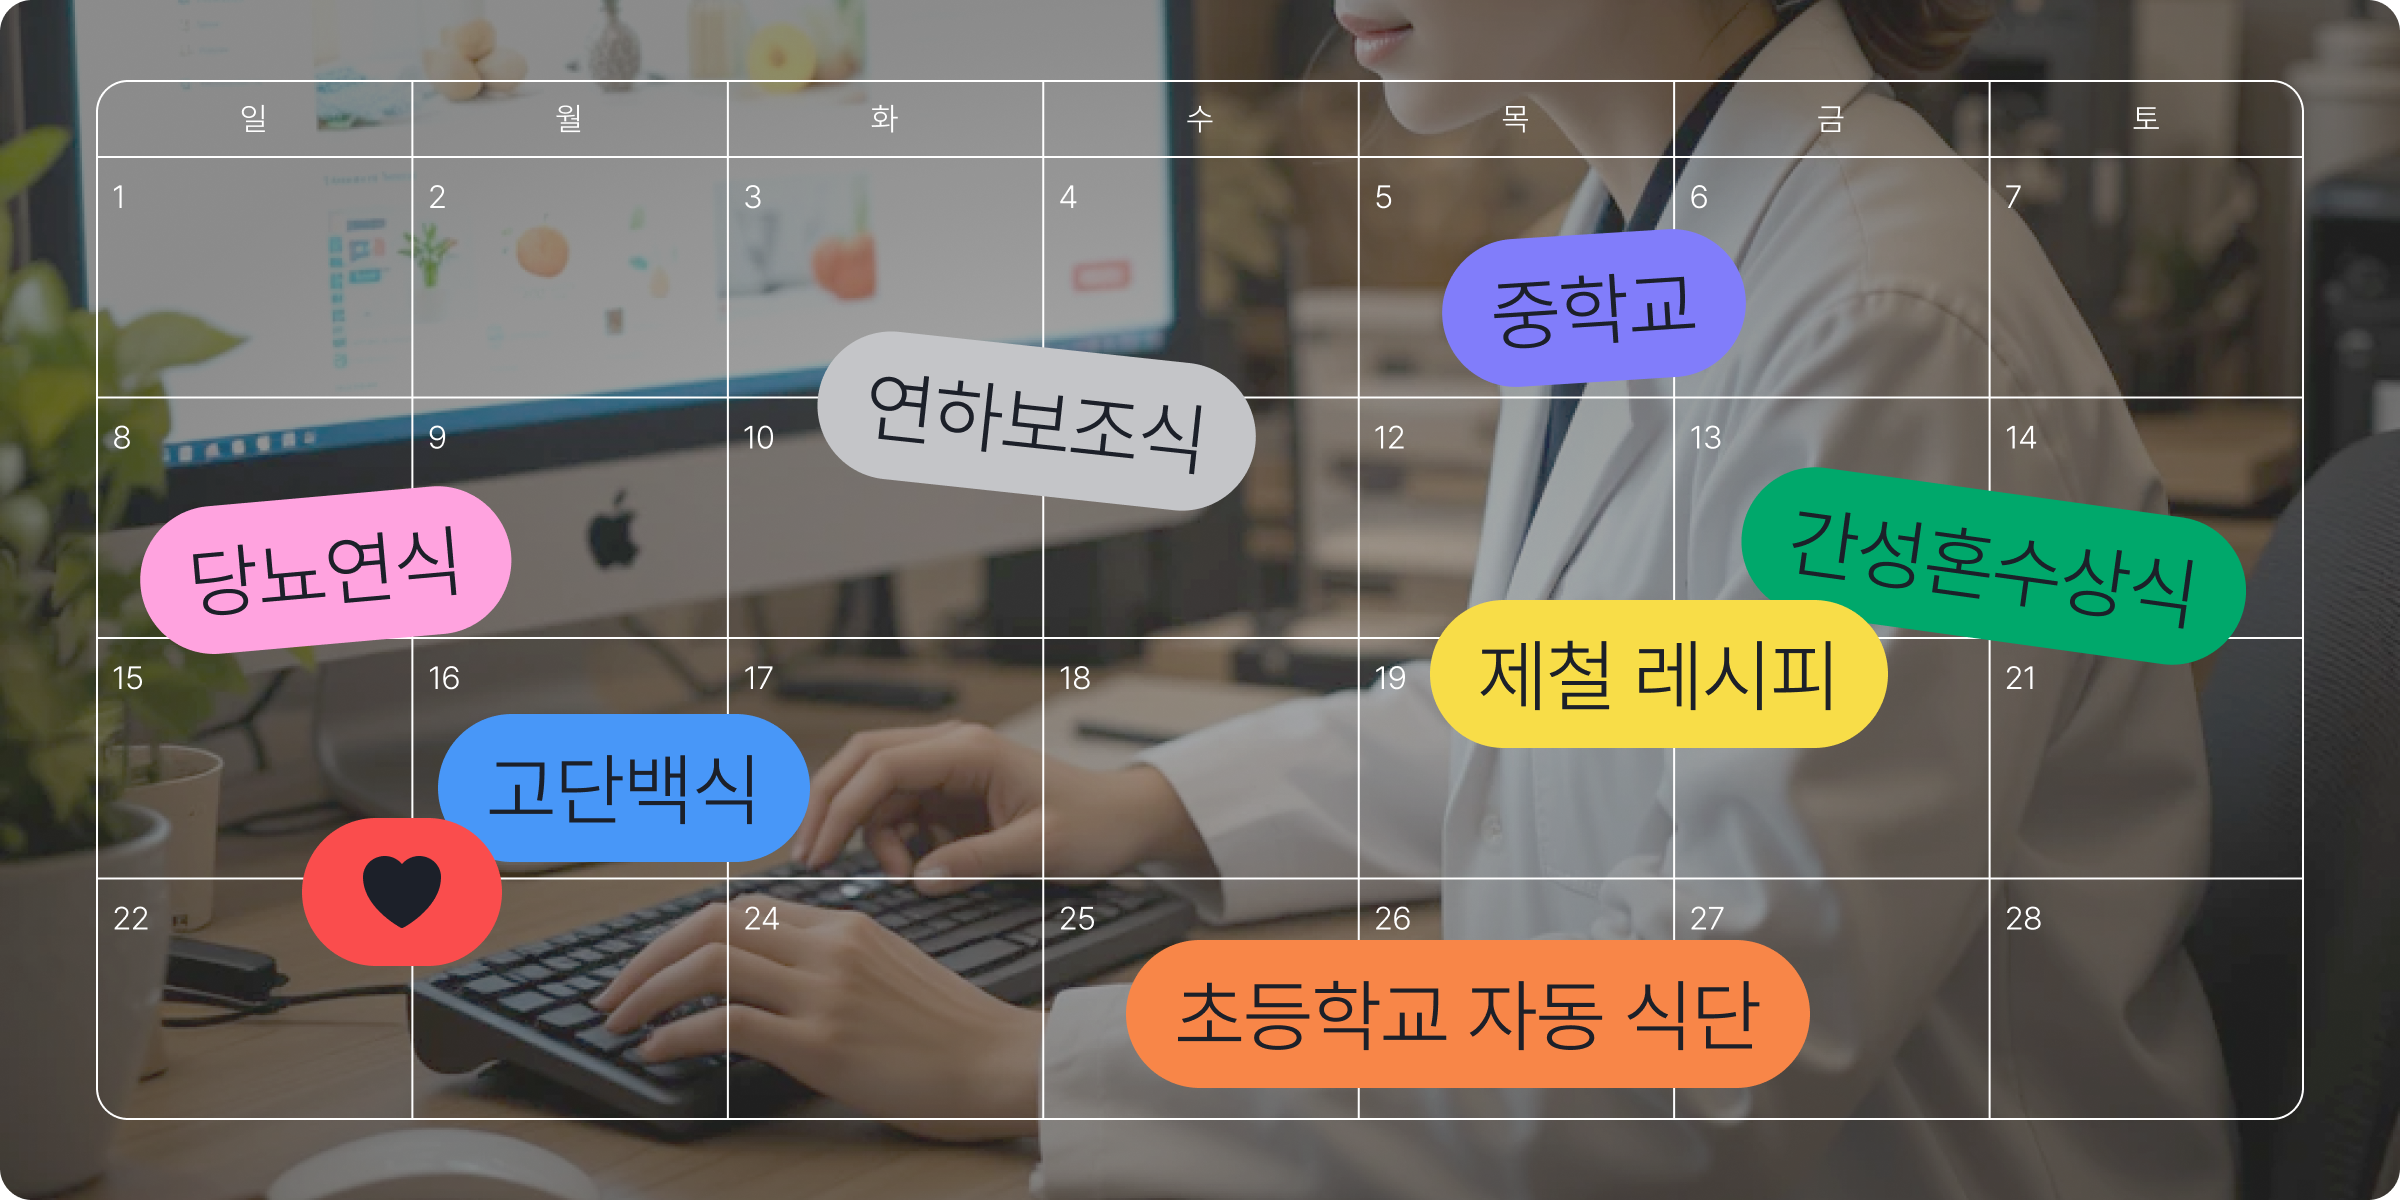 일 월 화 수 목 금 토
1 2 3 4 5 6 7
중학교
연하보조식
8 9 10 12 13 14
당뇨연식
간성혼수상식
제철 레시피
15 16 17 18 19 21
고단백식
22 24 25 26 27 28
초등학교 자동 식단